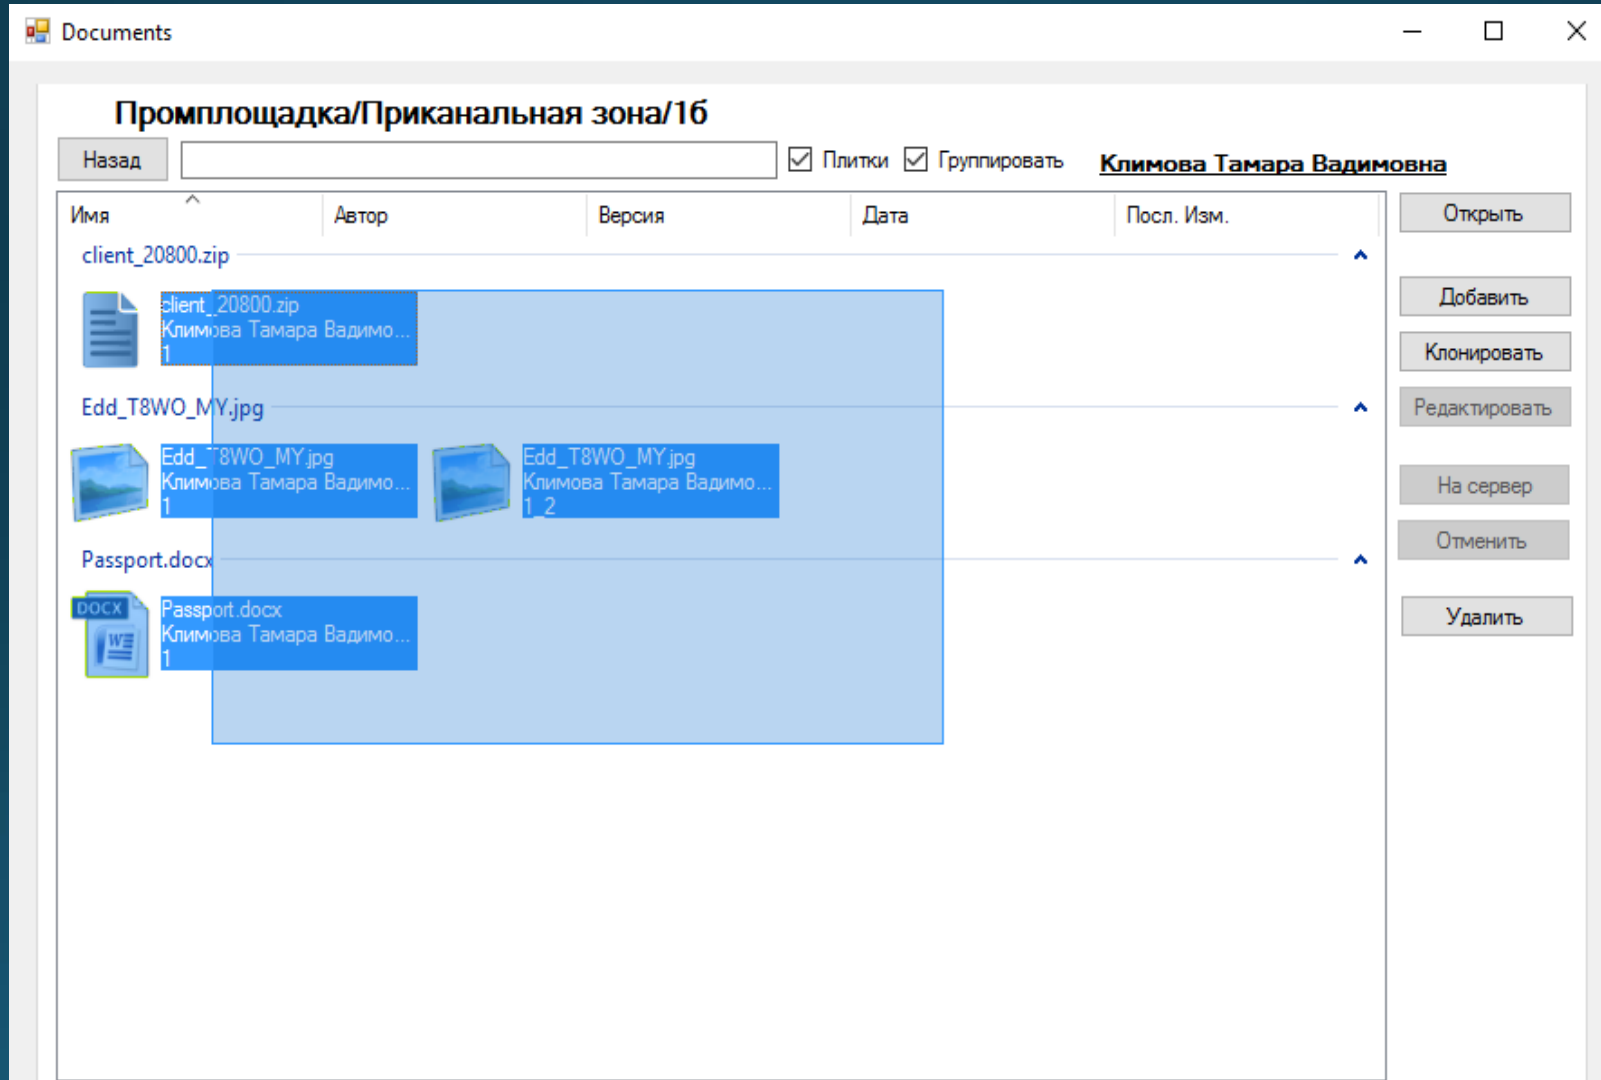 Documents
Промплощадка/Приканальная зона/1б
Назад
Плитки
Группировать
Климова Тамара Вадимовна
Имя
Автор
Версия
Дата
Посл. Изм.
client_20800.zip
client_20800.zip
Климова Тамара Вадимо...
1
Edd_T8WO_MY.jpg
Edd_T8WO_MY.jpg
Климова Тамара Вадимо...
1
Edd_T8WO_MY.jpg
Климова Тамара Вадимо...
1_2
Passport.docx
DOCX
W
Passport.docx
Климова Тамара Вадимо...
1
Открыть
Добавить
Клонировать
Редактировать
На сервер
Отменить
Удалить